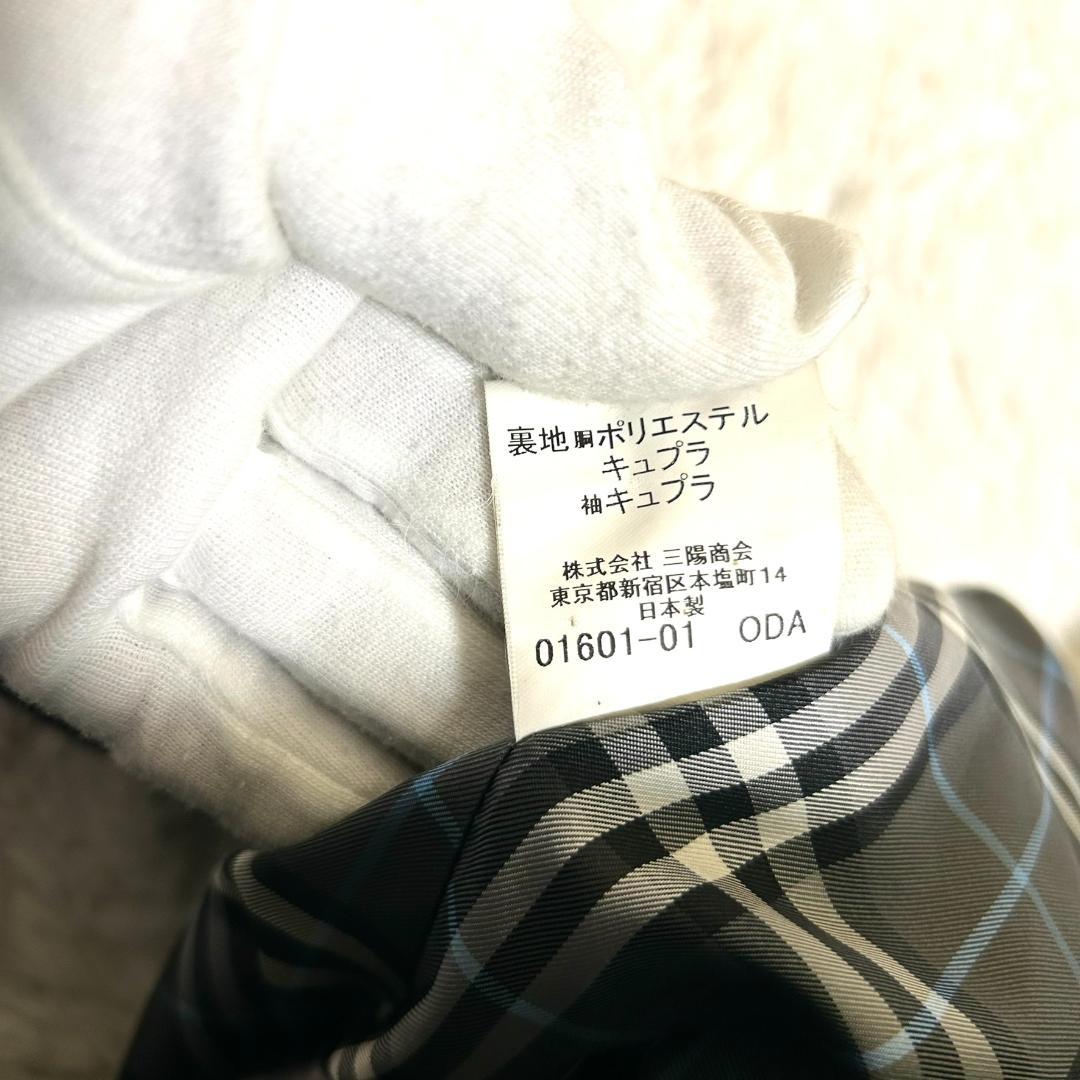 裏地胴ポリエステル
キュプラ
袖キュプラ
株式会社 三陽商会
東京都新宿区本塩町14
日本製
01601-01 ODA